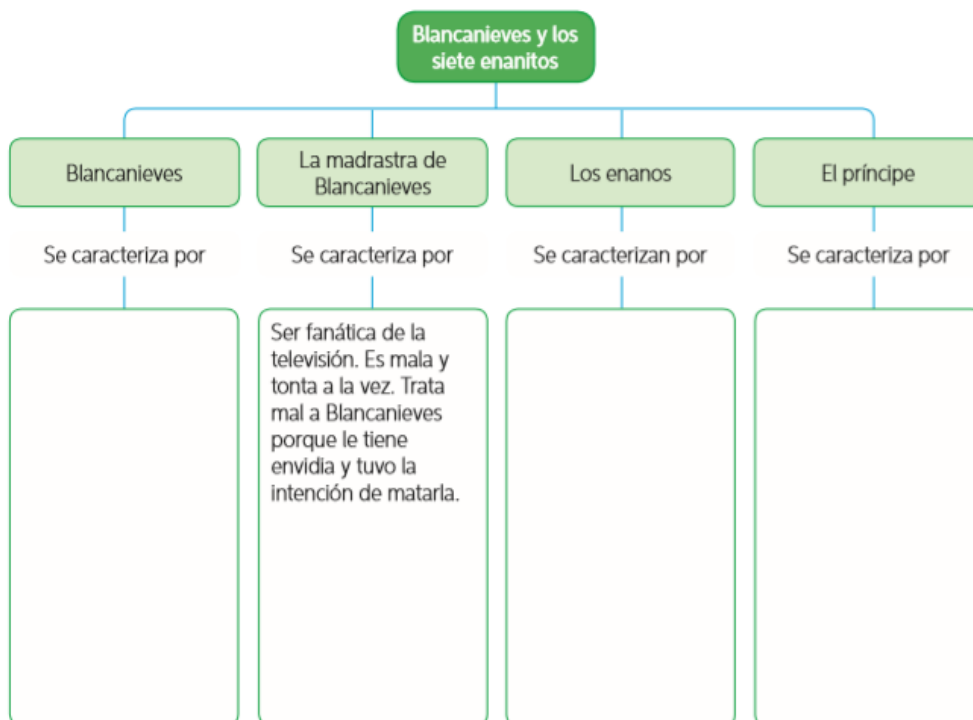 Blancanieves y los
siete enanitos
Blancanieves
La madrastra de
Blancanieves
Los enanos
El príncipe
Se caracteriza por
Se caracteriza por
Se caracterizan por
Se caracteriza por
Ser fanática de la
televisión. Es mala y
tonta a la vez. Trata
mal a Blancanieves
porque le tiene
envidia y tuvo la
intención de matarla.